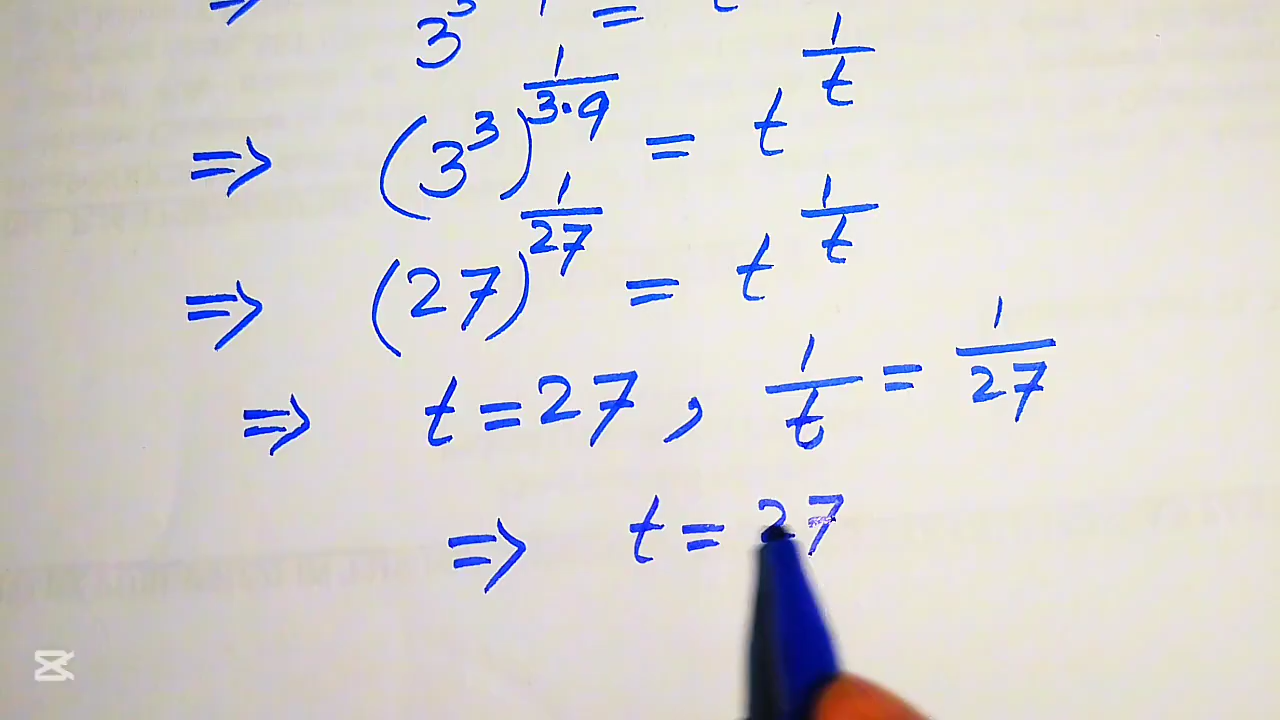 ⇒ (3³)^(1/(3·9)) = t^(1/t)
⇒ (27)^(1/27) = t^(1/t)
⇒ t = 27 , 1/t = 1/27
⇒ t = 27